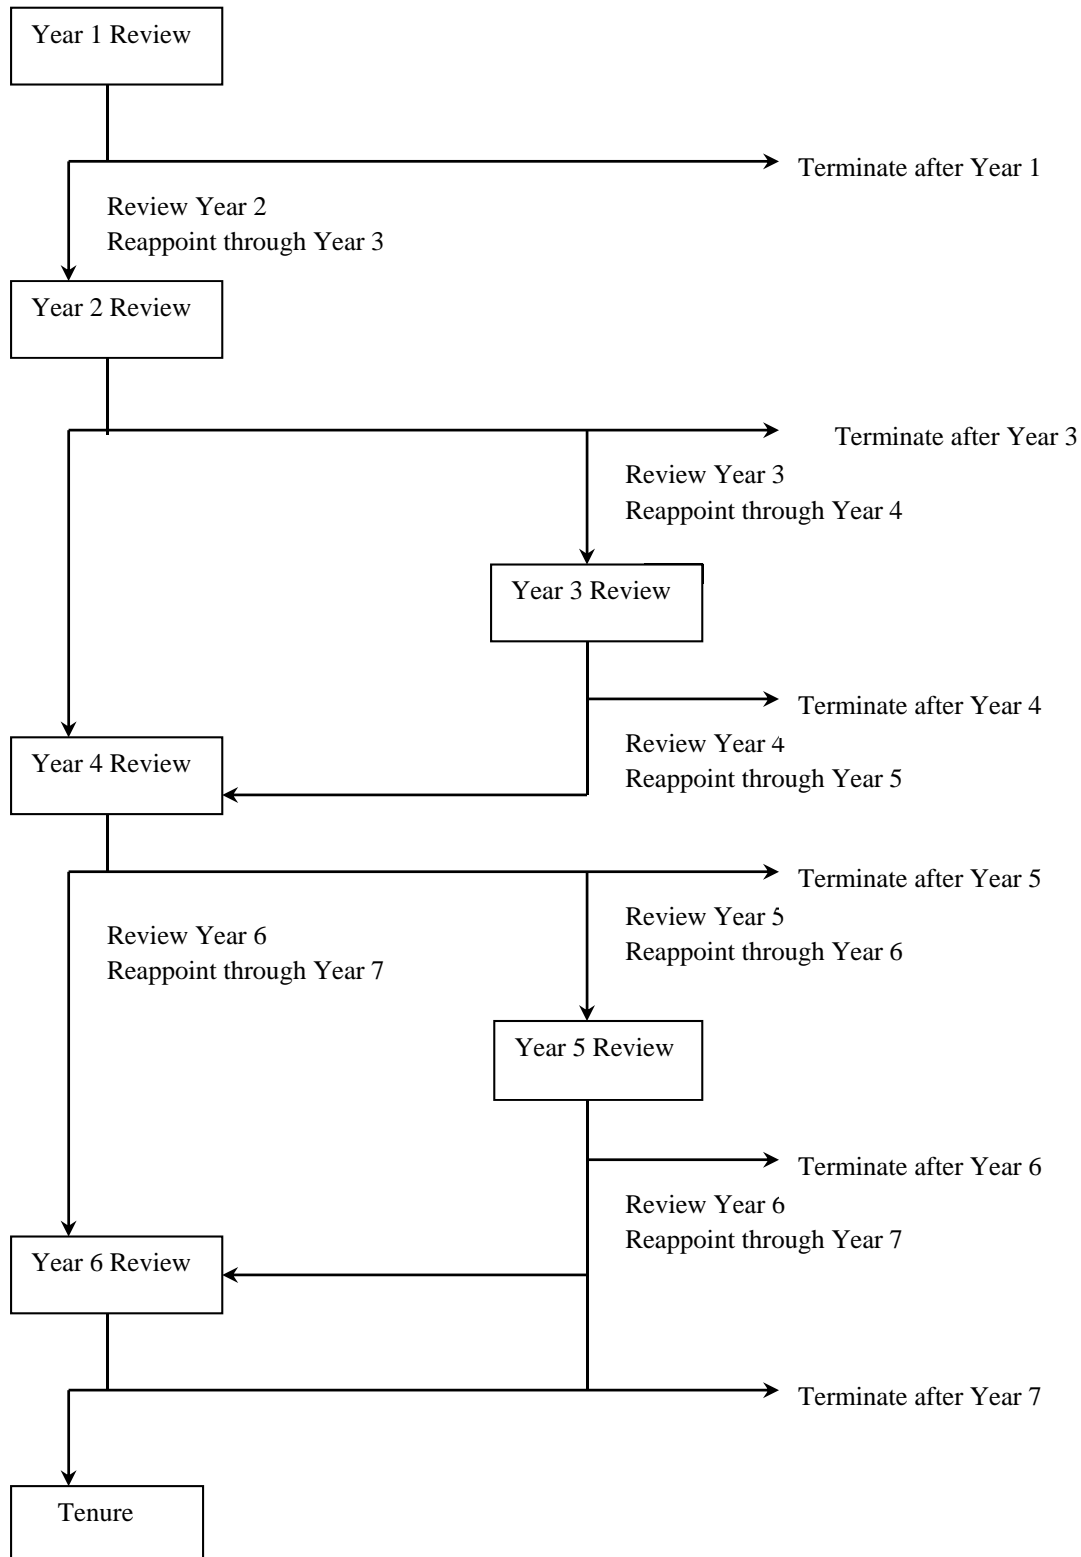 Year 1 Review
Terminate after Year 1
Review Year 2
Reappoint through Year 3
Year 2 Review
Terminate after Year 3
Review Year 3
Reappoint through Year 4
Year 3 Review
Terminate after Year 4
Review Year 4
Reappoint through Year 5
Year 4 Review
Terminate after Year 5
Review Year 5
Reappoint through Year 6
Review Year 6
Reappoint through Year 7
Year 5 Review
Terminate after Year 6
Review Year 6
Reappoint through Year 7
Year 6 Review
Terminate after Year 7
Tenure